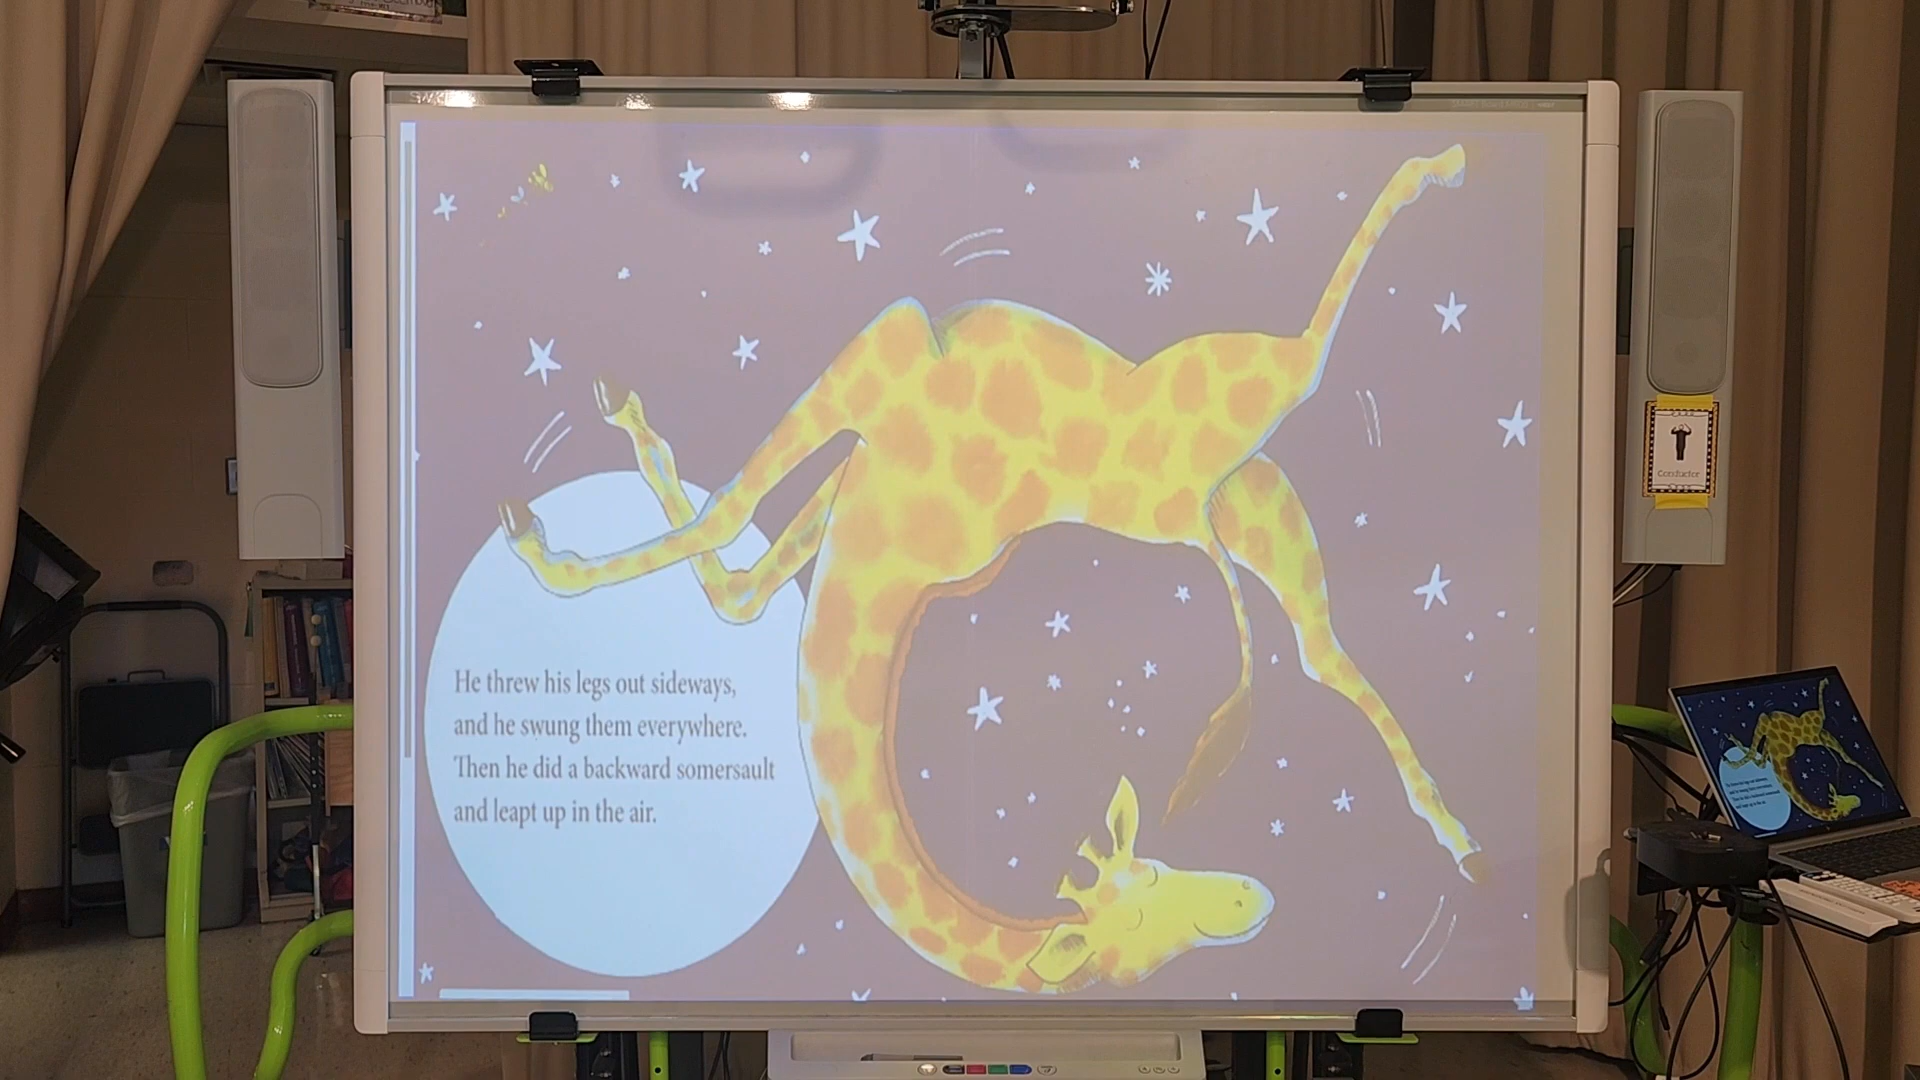 He threw his legs out sideways,
and he swung them everywhere.
Then he did a backward somersault
and leapt up in the air.
Conductor